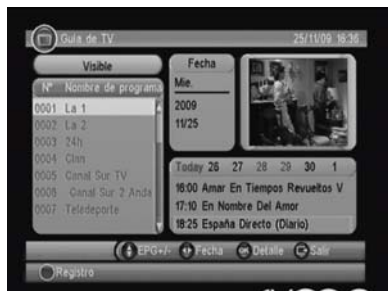 Guía de TV 25/11/09 16:36
Visible
Nº Nombre de programa
0001 La 1
0002 La 2
0003 24h
0004 Clan
0005 Canal Sur TV
0006 Canal Sur 2 Anda
0007 Teledeporte
Fecha
Mie.
2009
11/25
Today 26 27 28 29 30 1
16:00 Amar En Tiempos Revueltos V
17:10 En Nombre Del Amor
18:25 España Directo (Diario)
EPG+/- Fecha OK Detalle Salir
Registro